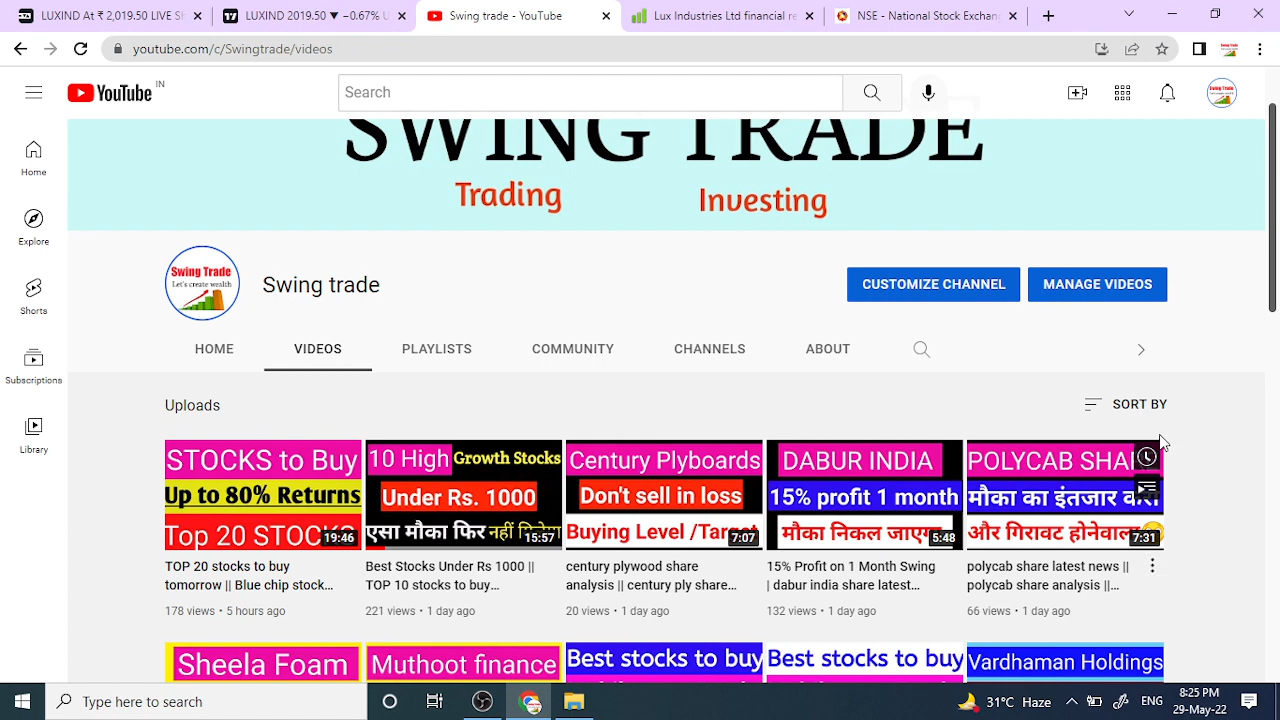 LUXIND ₹ 2,019.50 ▼ −
LUXIND 2019.5 ▼ −0.67%
Swing trade - YouTube
Lux Industries Ltd financial re
NSE - National Stock Exchan
youtube.com/c/Swingtrade/videos
YouTube IN
Search
SWING TRADE
Trading Investing
Home
Explore
Shorts
Subscriptions
Library
Swing Trade
Let's create wealth
Swing trade
CUSTOMIZE CHANNEL
MANAGE VIDEOS
HOME VIDEOS PLAYLISTS COMMUNITY CHANNELS ABOUT
Uploads
SORT BY
STOCKS to Buy
Up to 80% Returns
Top 20 STOC
19:46
TOP 20 stocks to buy
tomorrow || Blue chip stock…
178 views • 5 hours ago
10 High Growth Stocks
Under Rs. 1000
एसा मौका फिर नहीं
15:57
Best Stocks Under Rs 1000 ||
TOP 10 stocks to buy…
221 views • 1 day ago
Century Plyboards
Don't sell in loss
Buying Level /Target
7:07
century plywood share
analysis || century ply share…
20 views • 1 day ago
DABUR INDIA
15% profit 1 month
मौका निकल जाएगा
5:48
15% Profit on 1 Month Swing
| dabur india share latest…
132 views • 1 day ago
POLYCAB SHA
मौका का इंतजार करो
और गिरावट होनेवाला
7:31
polycab share latest news ||
polycab share analysis ||…
66 views • 1 day ago
Sheela Foam
Muthoot finance
Best stocks to buy
Best stocks to buy
Vardhaman Holdings
Type here to search
31°C Haze
ENG
8:25 PM
29-May-22